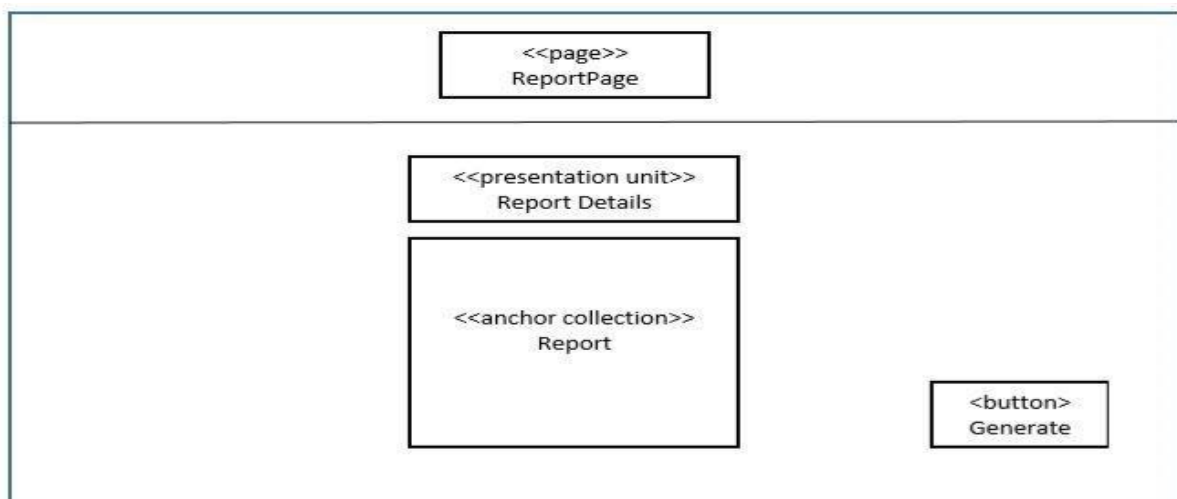 <<page>>
ReportPage
<<presentation unit>>
Report Details
<<anchor collection>>
Report
<button>
Generate